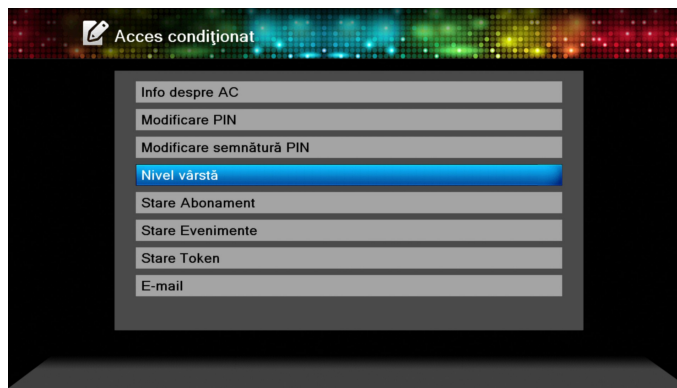 Acces condiţionat
Info despre AC
Modificare PIN
Modificare semnătură PIN
Nivel vârstă
Stare Abonament
Stare Evenimente
Stare Token
E-mail